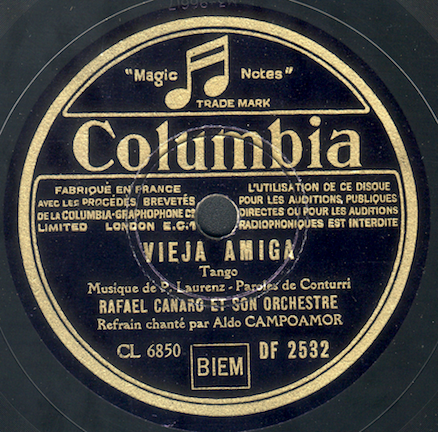 "Magic Notes"
TRADE MARK
Columbia
FABRIQUÉ EN FRANCE
AVEC LES PROCÉDÉS BREVETÉS
DE LA COLUMBIA-GRAPHOPHONE
LIMITED LONDON E.C.1
L'UTILISATION DE CE DISQUE
POUR LES AUDITIONS, PUBLIQUES
DIRECTES OU POUR LES AUDITIONS
RADIOPHONIQUES EST INTERDITE
VIEJA AMIGA
Tango
Musique de P. Laurenz - Paroles de Conturri
RAFAEL CANARO ET SON ORCHESTRE
Refrain chanté par Aldo CAMPOAMOR
CL 6850 BIEM DF 2532